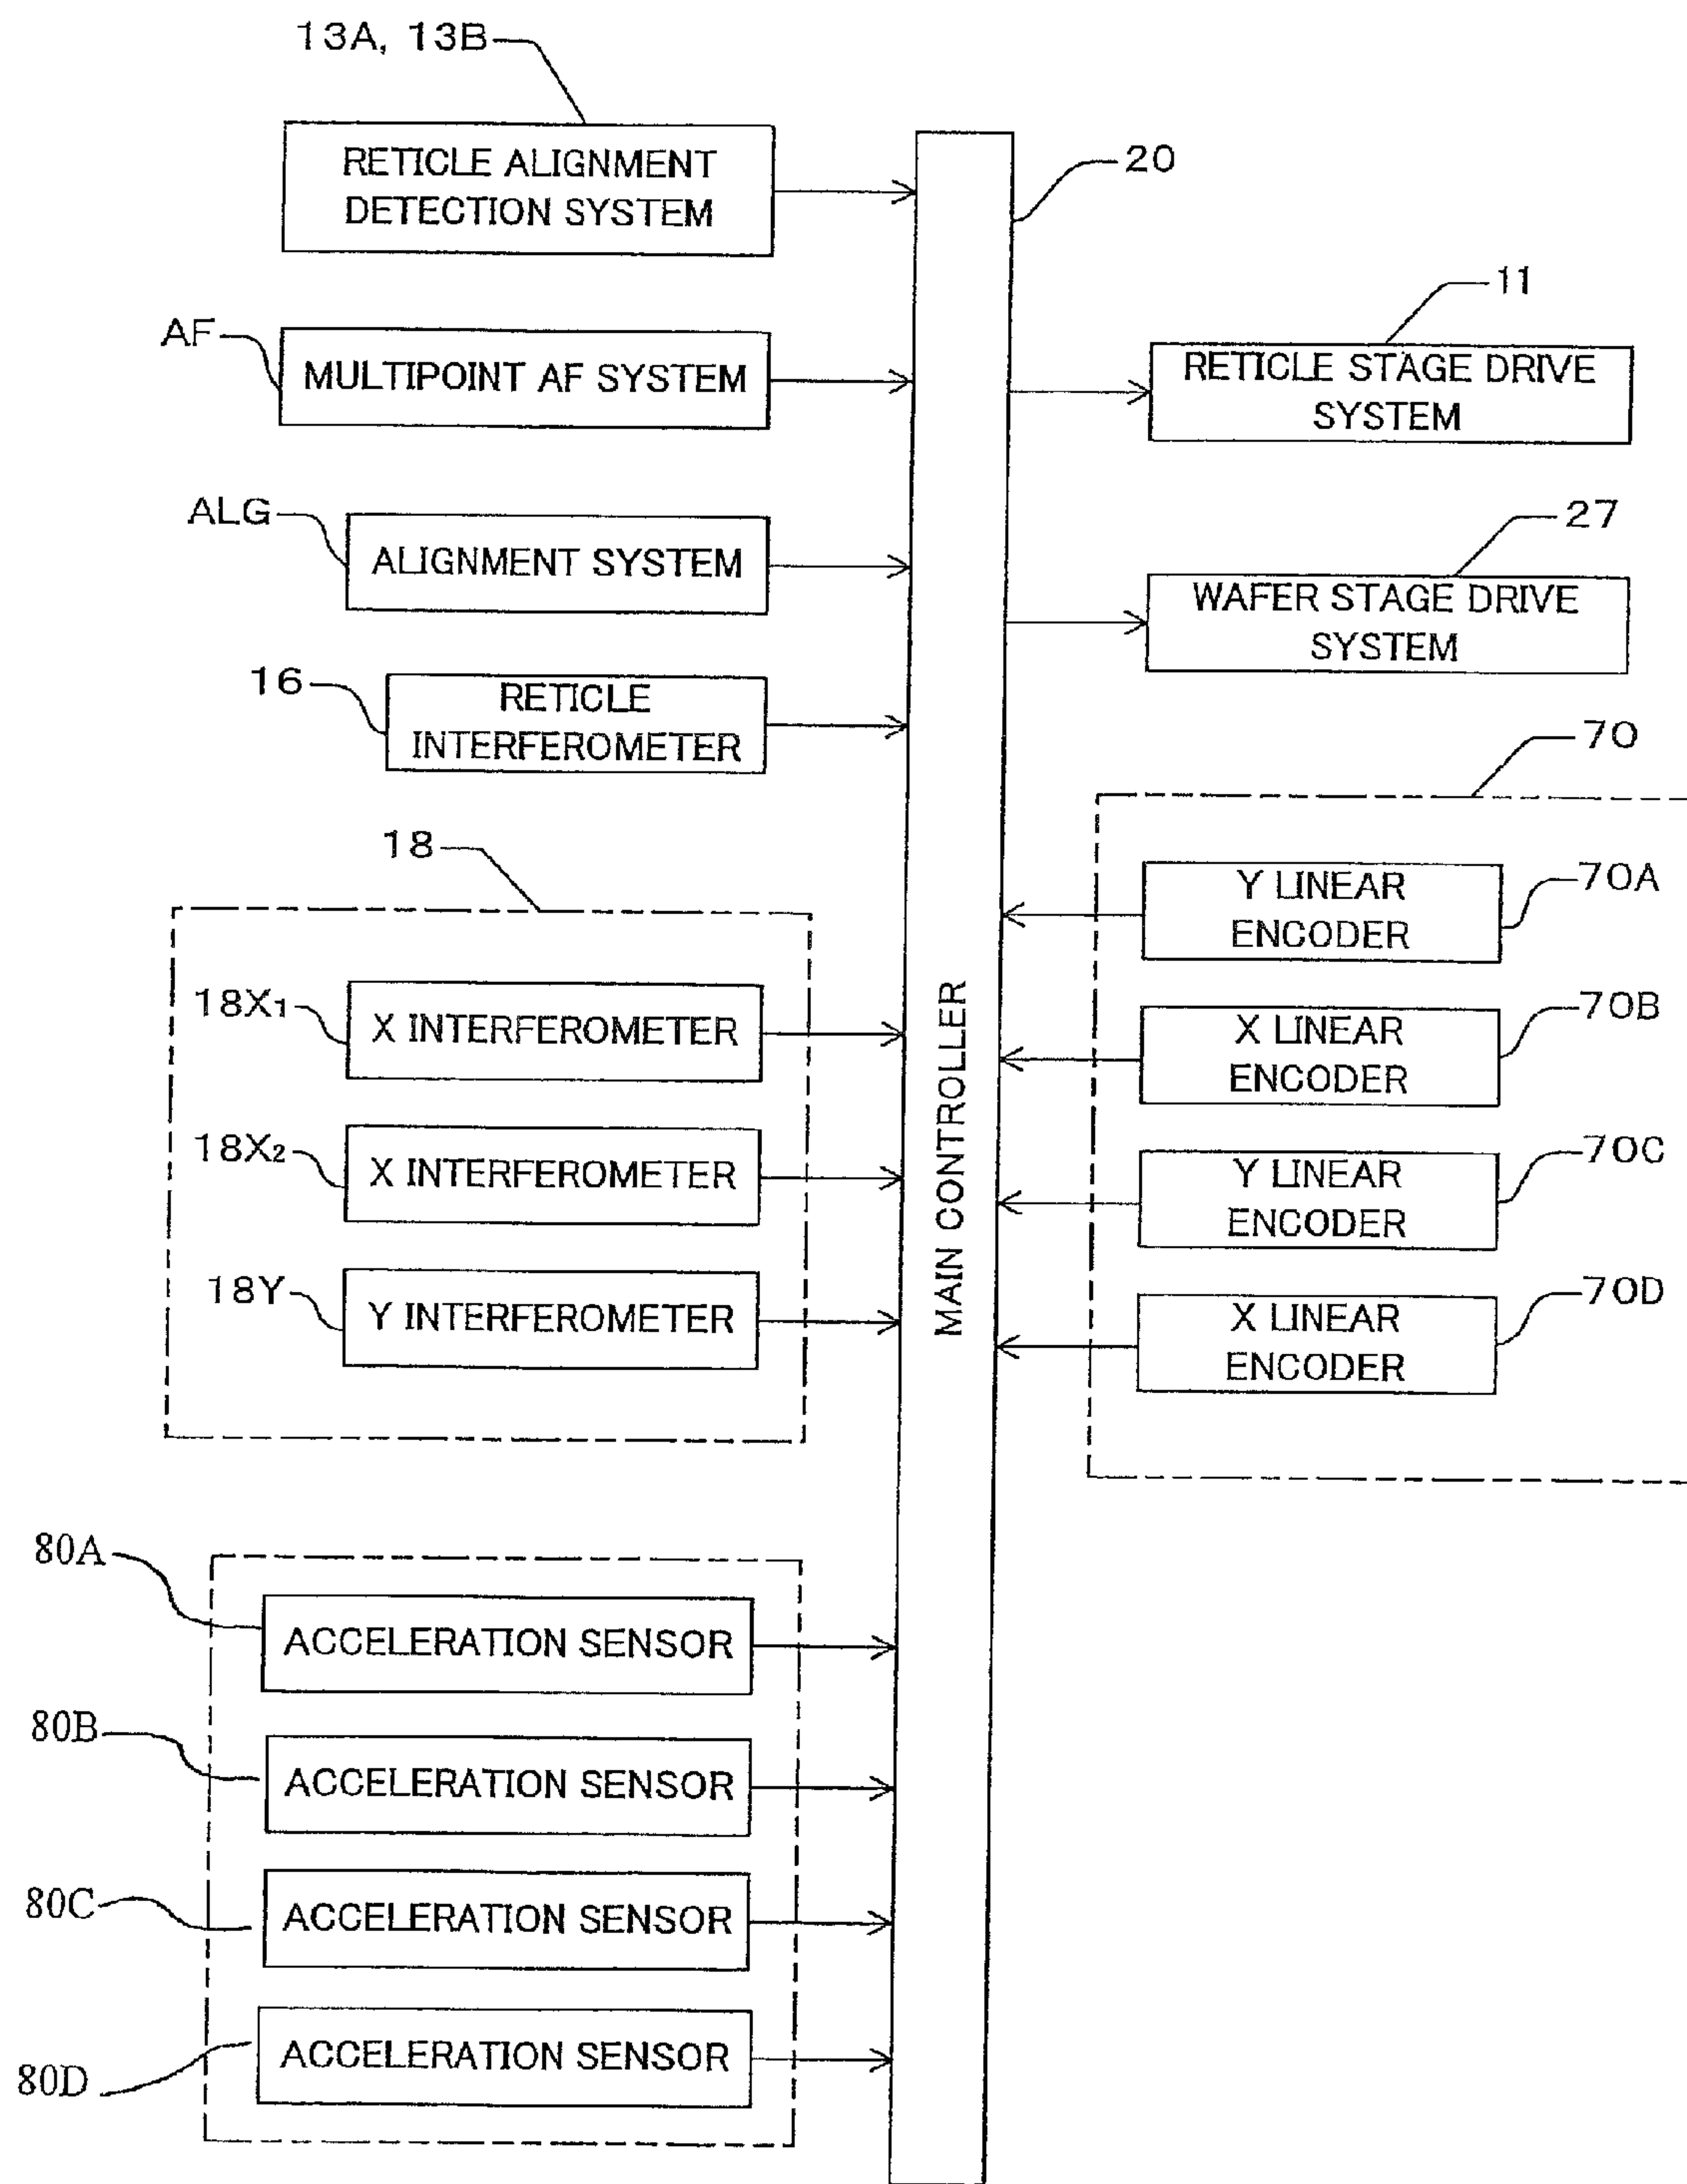 13A, 13B
RETICLE ALIGNMENT
DETECTION SYSTEM
20
11
AF
MULTIPOINT AF SYSTEM
RETICLE STAGE DRIVE
SYSTEM
ALG
ALIGNMENT SYSTEM
27
WAFER STAGE DRIVE
SYSTEM
16
RETICLE
INTERFEROMETER
70
18
Y LINEAR
ENCODER
70A
18X₁
X INTERFEROMETER
MAIN CONTROLLER
X LINEAR
ENCODER
70B
18X₂
X INTERFEROMETER
Y LINEAR
ENCODER
70C
18Y
Y INTERFEROMETER
X LINEAR
ENCODER
70D
80A
ACCELERATION SENSOR
80B
ACCELERATION SENSOR
80C
ACCELERATION SENSOR
80D
ACCELERATION SENSOR